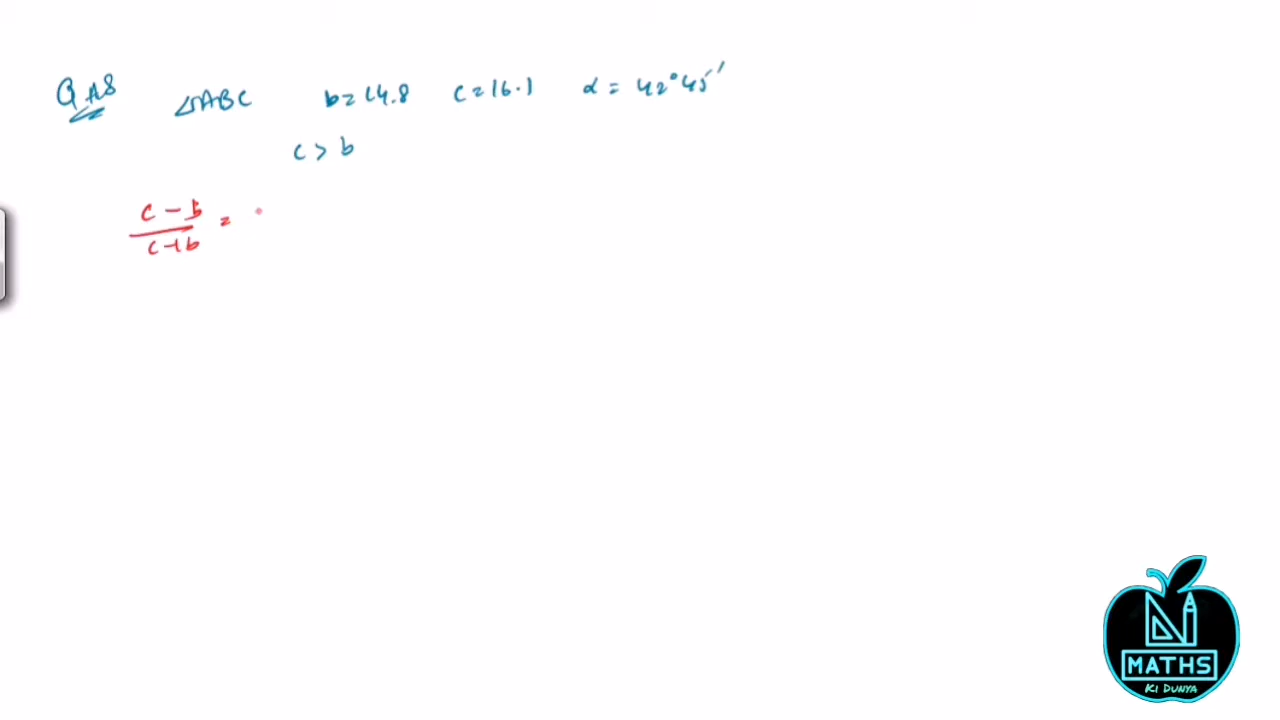 Q.A8 △ABC b=14.8 c=16.1 α=42°45'
c > b
c - b
c+b
=
MATHS
KI DUNYA